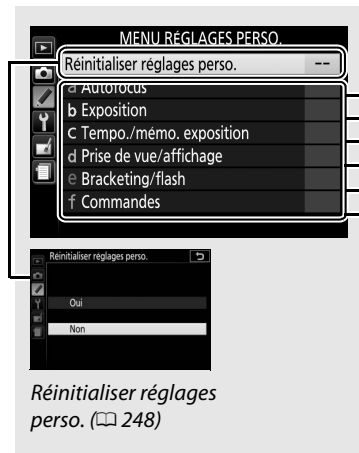 MENU RÉGLAGES PERSO.
Réinitialiser réglages perso. --
a Autofocus
b Exposition
c Tempo./mémo. exposition
d Prise de vue/affichage
e Bracketing/flash
f Commandes
Réinitialiser réglages perso.
Oui
Non
Réinitialiser réglages
perso. (📖 248)